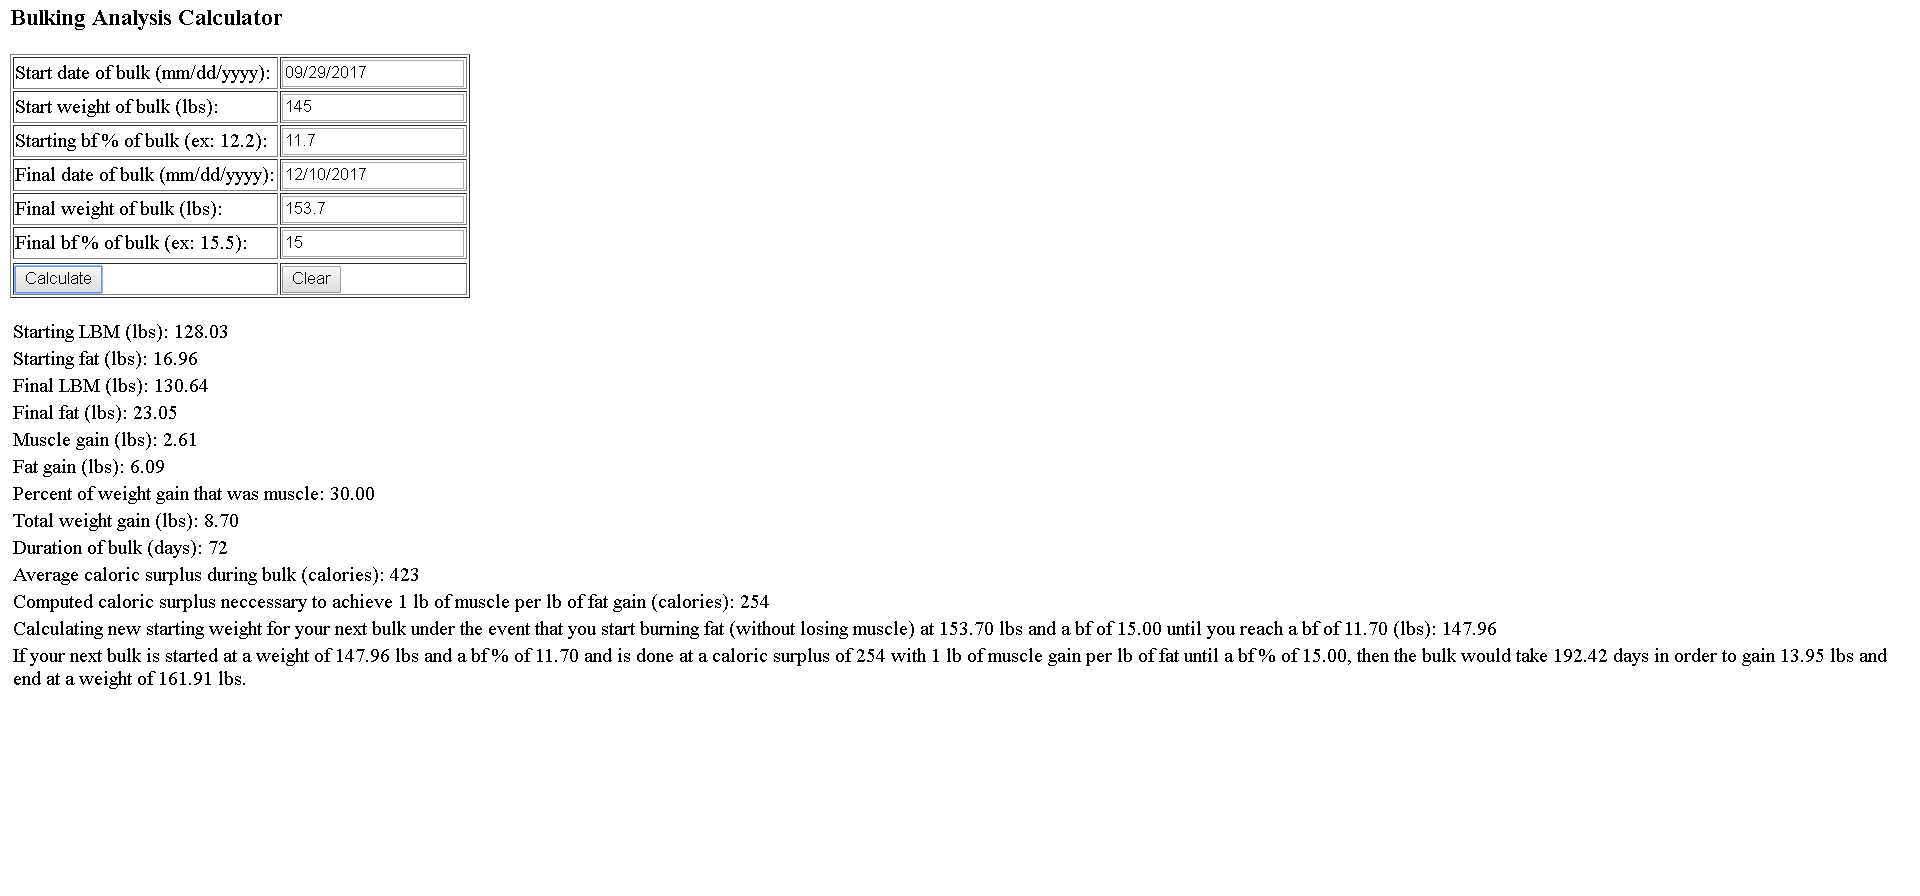 Bulking Analysis Calculator
Start date of bulk (mm/dd/yyyy): 09/29/2017
Start weight of bulk (lbs): 145
Starting bf% of bulk (ex: 12.2): 11.7
Final date of bulk (mm/dd/yyyy): 12/10/2017
Final weight of bulk (lbs): 153.7
Final bf% of bulk (ex: 15.5): 15
Calculate Clear
Starting LBM (lbs): 128.03
Starting fat (lbs): 16.96
Final LBM (lbs): 130.64
Final fat (lbs): 23.05
Muscle gain (lbs): 2.61
Fat gain (lbs): 6.09
Percent of weight gain that was muscle: 30.00
Total weight gain (lbs): 8.70
Duration of bulk (days): 72
Average caloric surplus during bulk (calories): 423
Computed caloric surplus neccessary to achieve 1 lb of muscle per lb of fat gain (calories): 254
Calculating new starting weight for your next bulk under the event that you start burning fat (without losing muscle) at 153.70 lbs and a bf of 15.00 until you reach a bf of 11.70 (lbs): 147.96
If your next bulk is started at a weight of 147.96 lbs and a bf% of 11.70 and is done at a caloric surplus of 254 with 1 lb of muscle gain per lb of fat until a bf% of 15.00, then the bulk would take 192.42 days in order to gain 13.95 lbs and
end at a weight of 161.91 lbs.